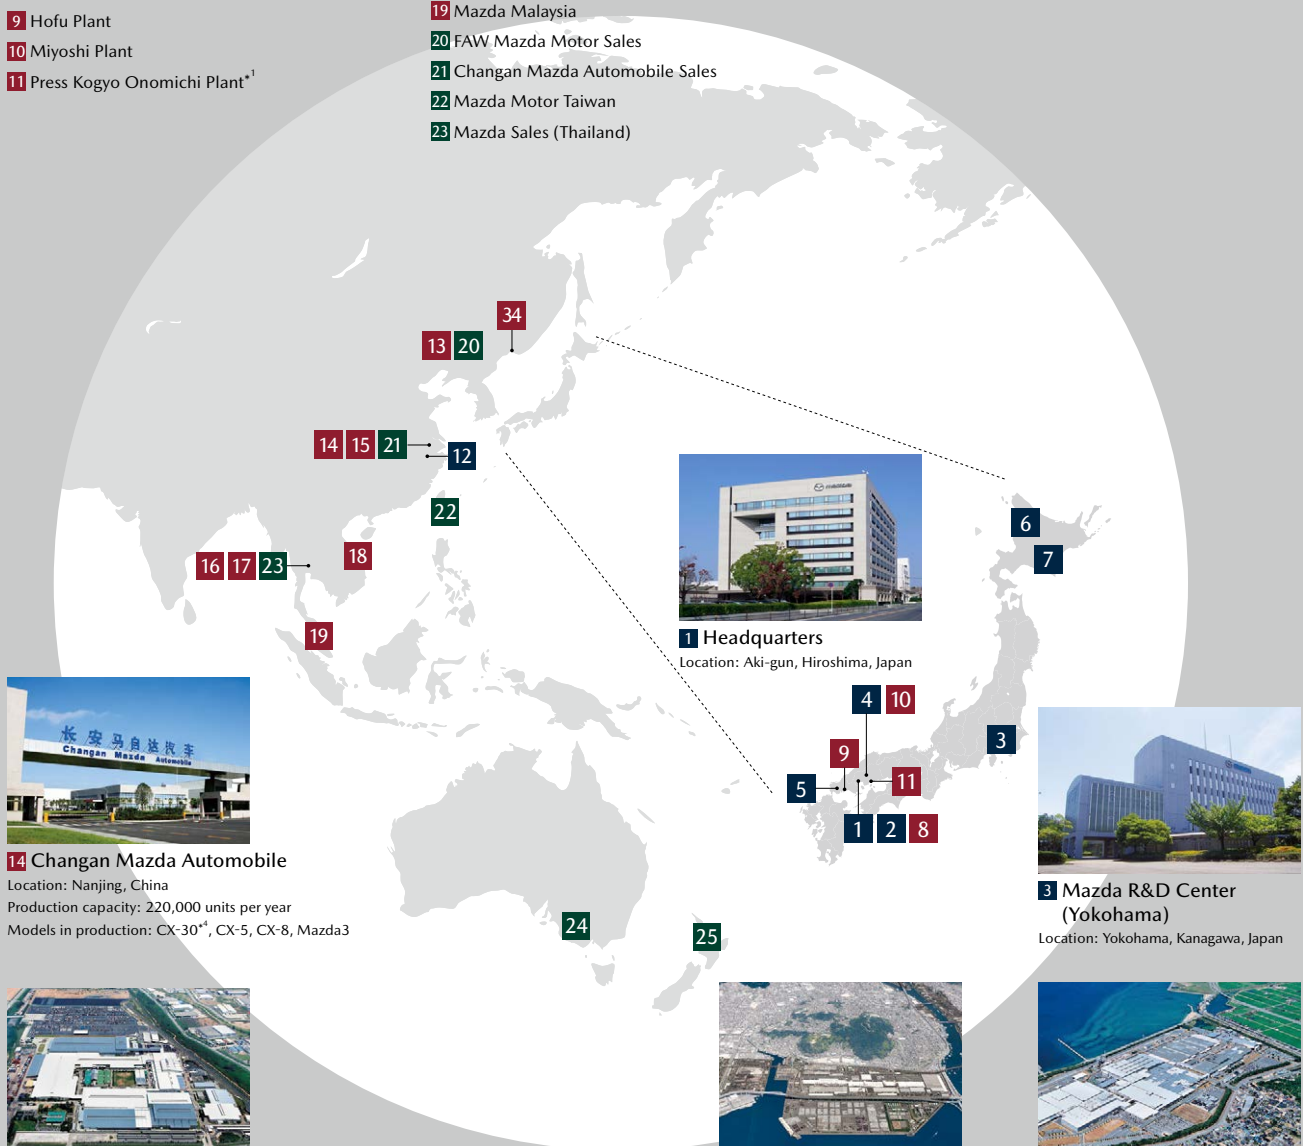 9 Hofu Plant
10 Miyoshi Plant
11 Press Kogyo Onomichi Plant*1
19 Mazda Malaysia
20 FAW Mazda Motor Sales
21 Changan Mazda Automobile Sales
22 Mazda Motor Taiwan
23 Mazda Sales (Thailand)
34
13 20
14 15 21
12
22
16 17 23
18
19
6
7
1 Headquarters
Location: Aki-gun, Hiroshima, Japan
4 10
3
9
11
5
1 2 8
长安马自达汽车
Changan Mazda Automobile
14 Changan Mazda Automobile
Location: Nanjing, China
Production capacity: 220,000 units per year
Models in production: CX-30*4, CX-5, CX-8, Mazda3
3 Mazda R&D Center
(Yokohama)
Location: Yokohama, Kanagawa, Japan
24
25